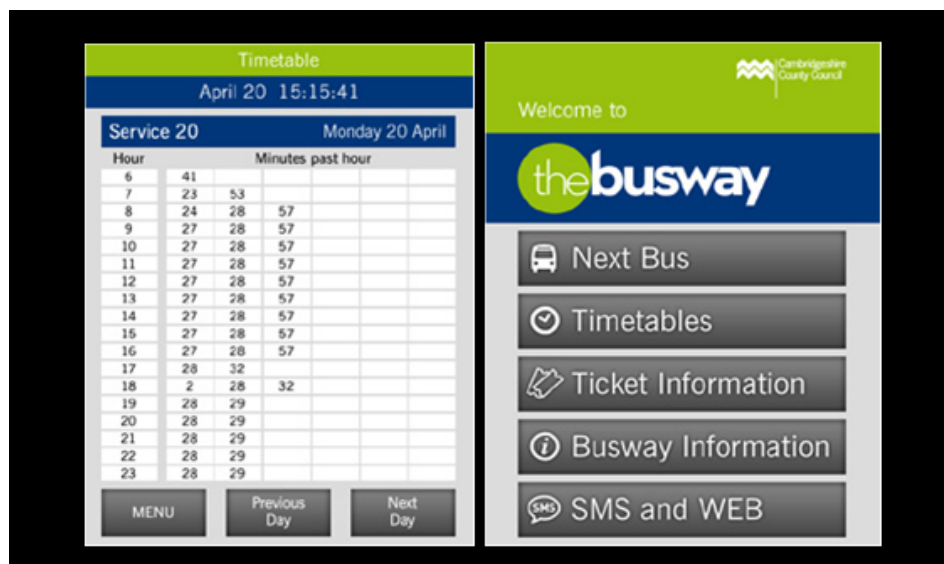 Timetable
April 20 15:15:41
Service 20 Monday 20 April
Hour Minutes past hour
6 41
7 23 53
8 24 28 57
9 27 28 57
10 27 28 57
11 27 28 57
12 27 28 57
13 27 28 57
14 27 28 57
15 27 28 57
16 27 28 57
17 28 32
18 2 28 32
19 28 29
20 28 29
21 28 29
22 28 29
23 28 29
MENU
Previous
Day
Next
Day
Cambridgeshire
County Council
Welcome to
thebusway
Next Bus
Timetables
Ticket Information
Busway Information
SMS SMS and WEB